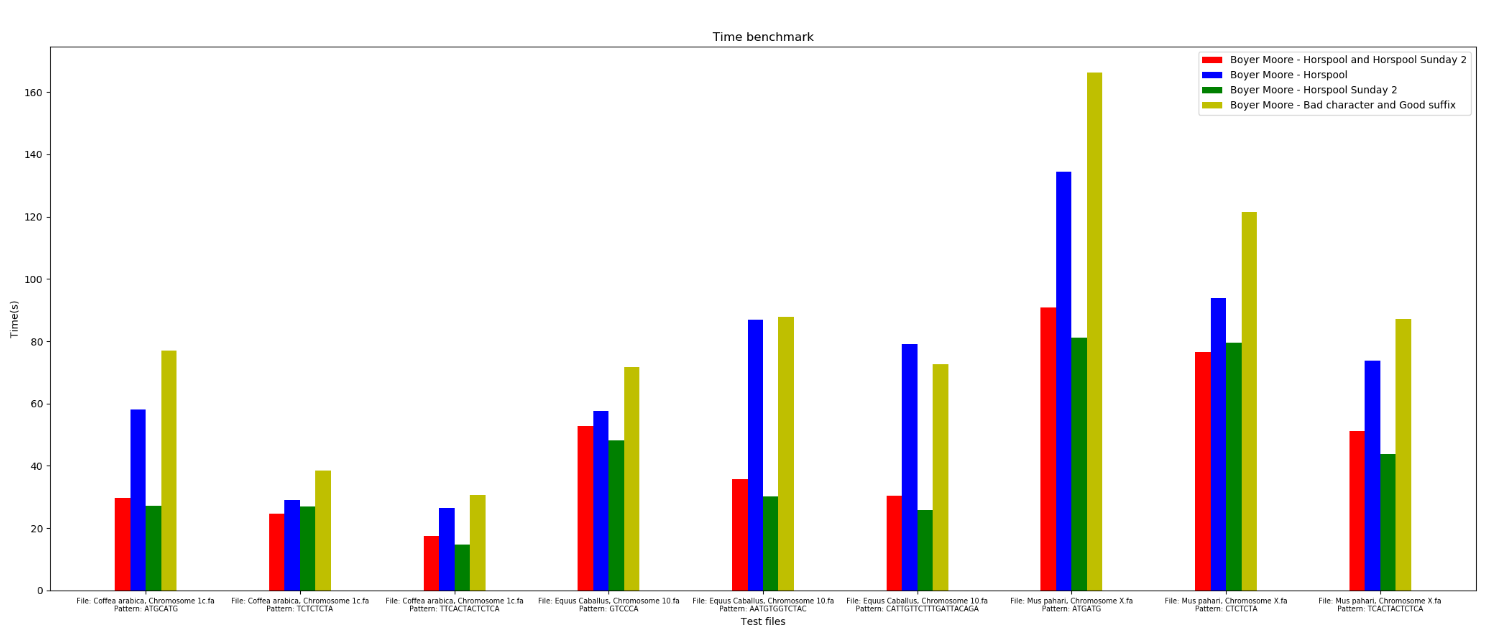 Time benchmark
Boyer Moore - Horspool and Horspool Sunday 2
Boyer Moore - Horspool
Boyer Moore - Horspool Sunday 2
Boyer Moore - Bad character and Good suffix
160
140
120
100
80
60
40
20
0
Time(s)
File: Coffea arabica, Chromosome 1c.fa
Pattern: ATGCATG
File: Coffea arabica, Chromosome 1c.fa
Pattern: TCTCTCTA
File: Coffea arabica, Chromosome 1c.fa
Pattern: TTCACTACTCTCA
File: Equus Caballus, Chromosome 10.fa
Pattern: GTCCCA
File: Equus Caballus, Chromosome 10.fa
Pattern: AATGTGGTCTAC
File: Equus Caballus, Chromosome 10.fa
Pattern: CATTGTTCTTTGATTACAGA
File: Mus pahari, Chromosome X.fa
Pattern: ATGATG
File: Mus pahari, Chromosome X.fa
Pattern: CTCTCTA
File: Mus pahari, Chromosome X.fa
Pattern: TCACTACTCTCA
Test files